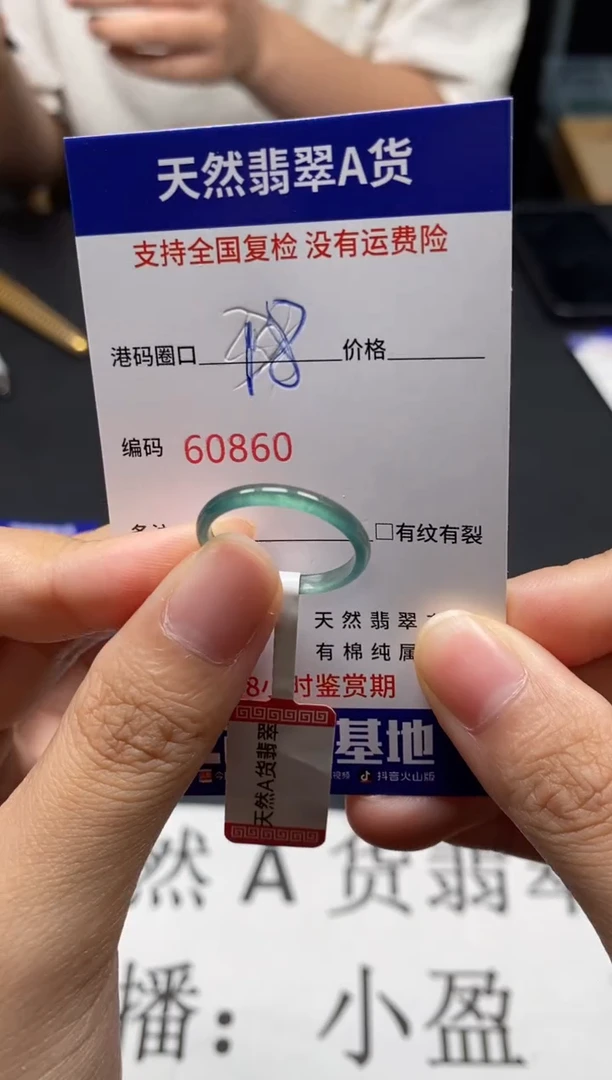 天然翡翠A货
支持全国复检 没有运费险
港码圈口 18 价格
编码 60860
□有纹有裂
天然翡翠
有棉纯属
时鉴赏期
基地
抖音火山版
天然A货翡翠
然A货翡翠
播：小盈